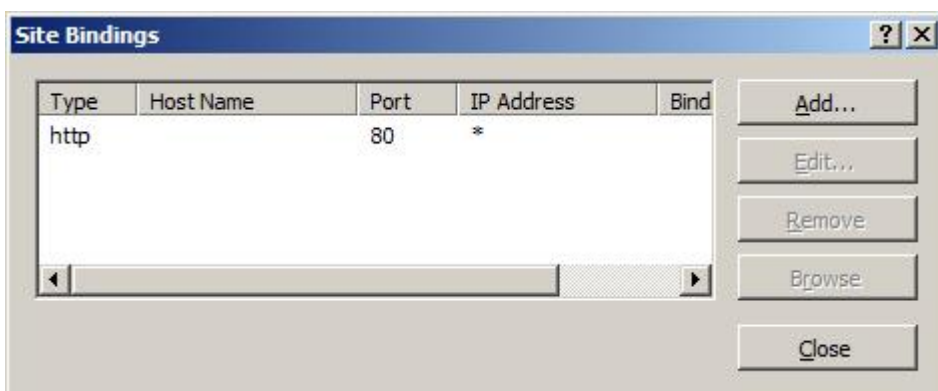 Site Bindings
Type Host Name Port IP Address Bind
http 80 *
Add...
Edit...
Remove
Browse
Close